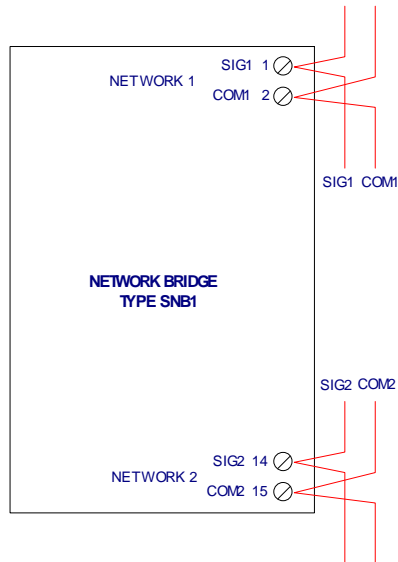 SIG1 1
NETWORK 1
COM1 2
SIG1 COM1
NETWORK BRIDGE
TYPE SNB1
SIG2 COM2
SIG2 14
NETWORK 2
COM2 15